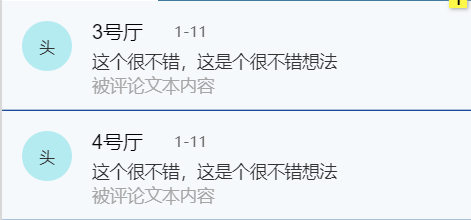 头
3号厅 1-11
这个很不错，这是个很不错想法
被评论文本内容
头
4号厅 1-11
这个很不错，这是个很不错想法
被评论文本内容